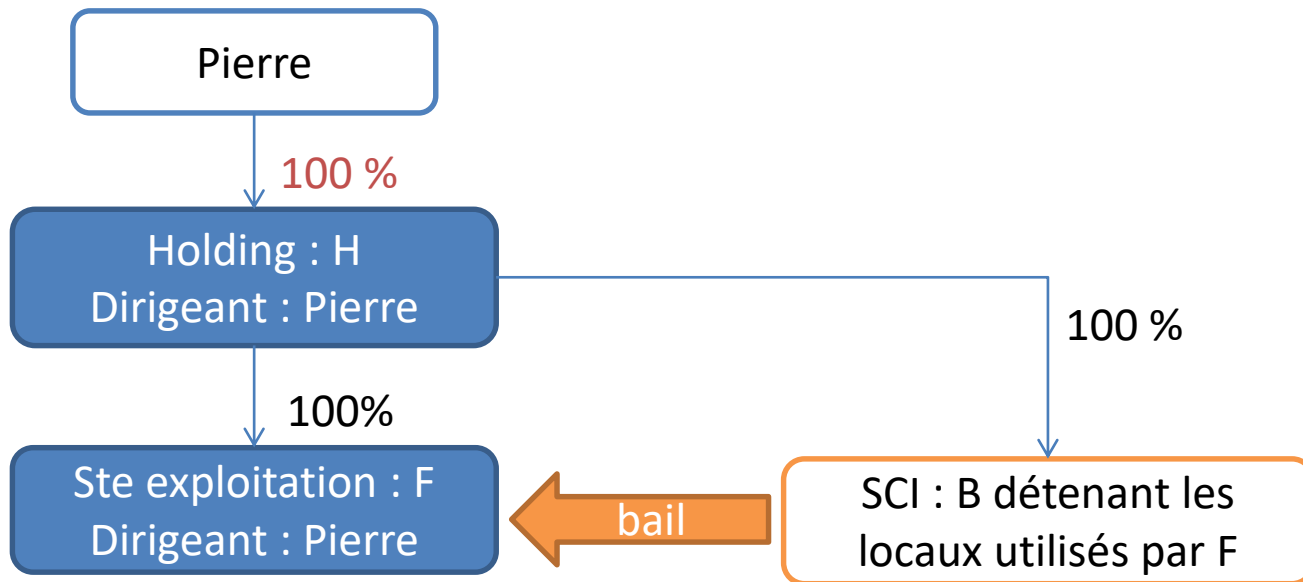 Pierre
100 %
Holding : H
Dirigeant : Pierre
100 %
100%
Ste exploitation : F
Dirigeant : Pierre
bail
SCI : B détenant les
locaux utilisés par F